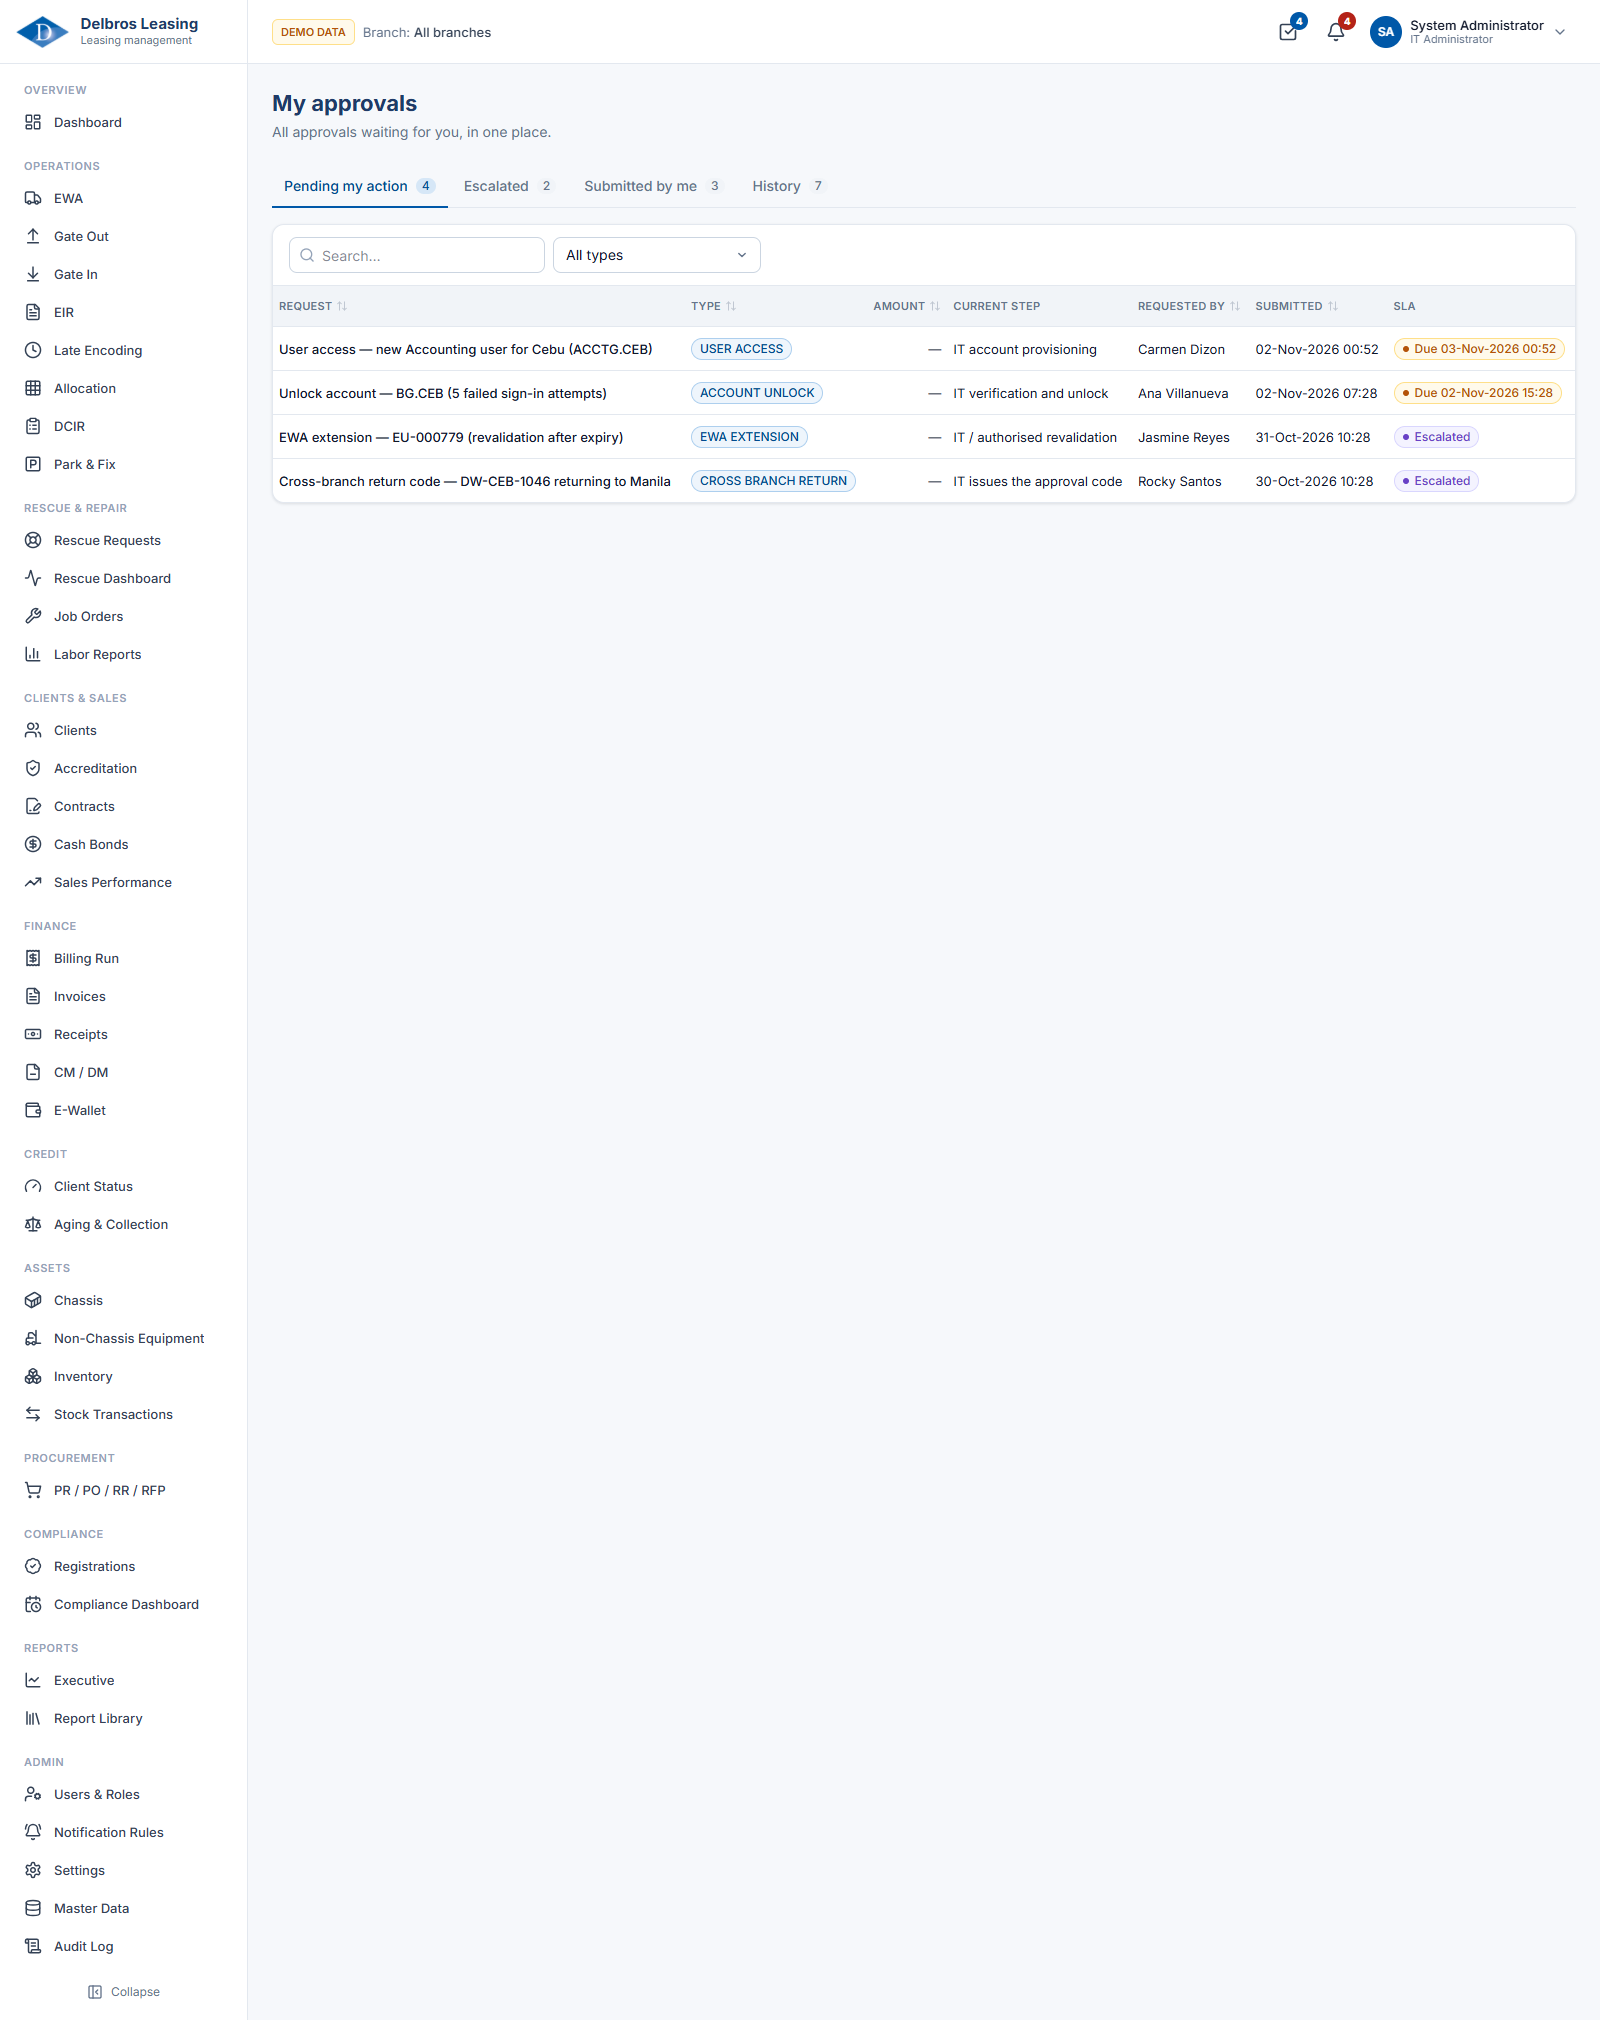 Delbros Leasing
Leasing management
DEMO DATA
Branch: All branches
4
4
SA
System Administrator
IT Administrator
OVERVIEW
Dashboard
OPERATIONS
EWA
Gate Out
Gate In
EIR
Late Encoding
Allocation
DCIR
Park & Fix
RESCUE & REPAIR
Rescue Requests
Rescue Dashboard
Job Orders
Labor Reports
CLIENTS & SALES
Clients
Accreditation
Contracts
Cash Bonds
Sales Performance
FINANCE
Billing Run
Invoices
Receipts
CM / DM
E-Wallet
CREDIT
Client Status
Aging & Collection
ASSETS
Chassis
Non-Chassis Equipment
Inventory
Stock Transactions
PROCUREMENT
PR / PO / RR / RFP
COMPLIANCE
Registrations
Compliance Dashboard
REPORTS
Executive
Report Library
ADMIN
Users & Roles
Notification Rules
Settings
Master Data
Audit Log
Collapse
My approvals
All approvals waiting for you, in one place.
Pending my action 4 Escalated 2 Submitted by me 3 History 7
Search... All types
REQUEST TYPE AMOUNT CURRENT STEP REQUESTED BY SUBMITTED SLA
User access — new Accounting user for Cebu (ACCTG.CEB) USER ACCESS — IT account provisioning Carmen Dizon 02-Nov-2026 00:52 Due 03-Nov-2026 00:52
Unlock account — BG.CEB (5 failed sign-in attempts) ACCOUNT UNLOCK — IT verification and unlock Ana Villanueva 02-Nov-2026 07:28 Due 02-Nov-2026 15:28
EWA extension — EU-000779 (revalidation after expiry) EWA EXTENSION — IT / authorised revalidation Jasmine Reyes 31-Oct-2026 10:28 Escalated
Cross-branch return code — DW-CEB-1046 returning to Manila CROSS BRANCH RETURN — IT issues the approval code Rocky Santos 30-Oct-2026 10:28 Escalated